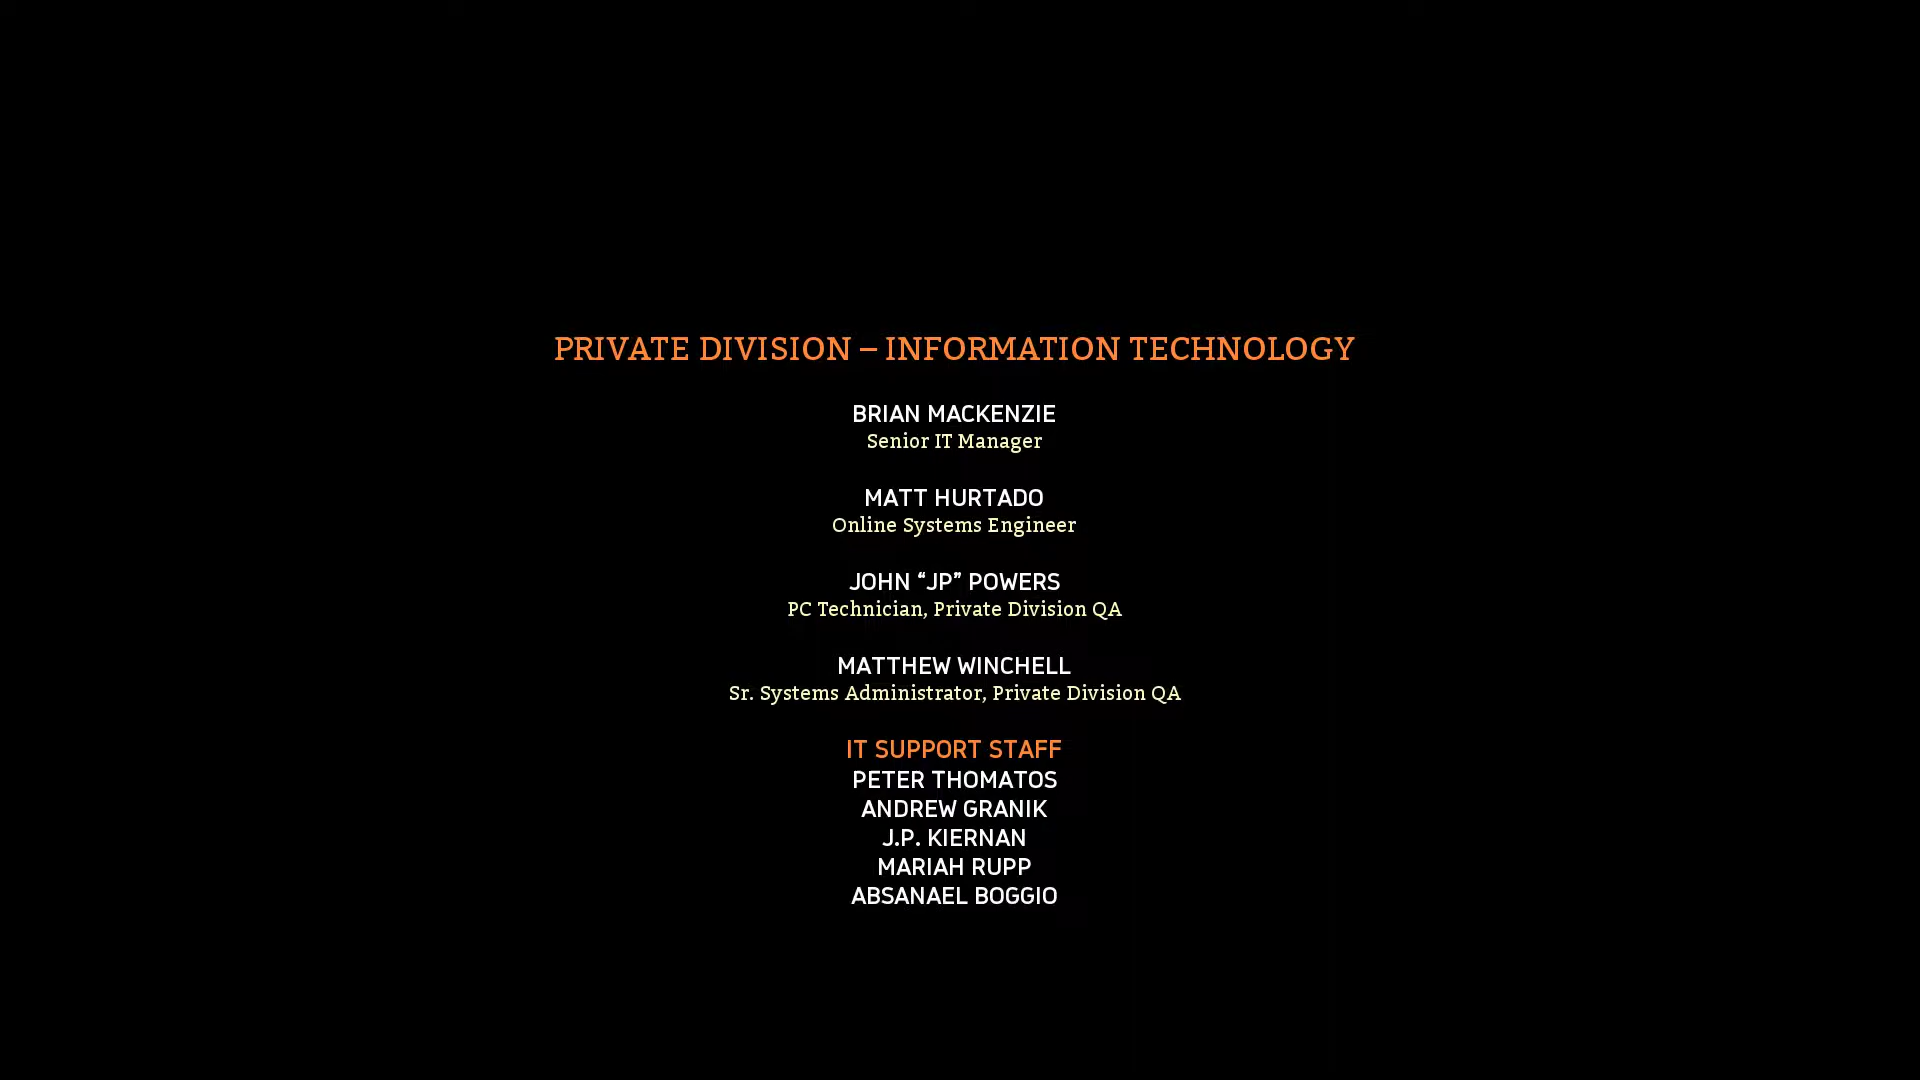 PRIVATE DIVISION – INFORMATION TECHNOLOGY
BRIAN MACKENZIE
Senior IT Manager
MATT HURTADO
Online Systems Engineer
JOHN “JP” POWERS
PC Technician, Private Division QA
MATTHEW WINCHELL
Sr. Systems Administrator, Private Division QA
IT SUPPORT STAFF
PETER THOMATOS
ANDREW GRANIK
J.P. KIERNAN
MARIAH RUPP
ABSANAEL BOGGIO